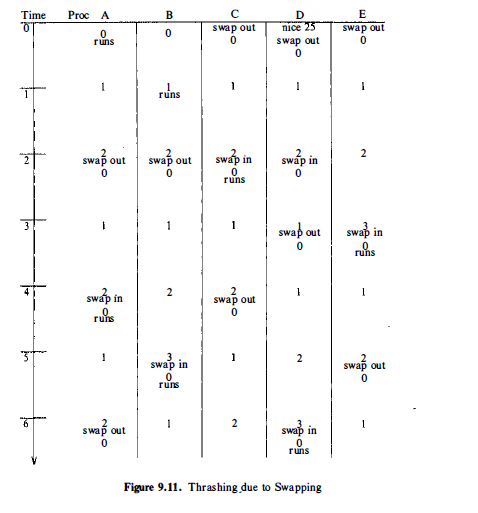 Time Proc A B C D E
0 0 runs 0 swap out 0 nice 25 swap out 0 swap out 0
1 1 1 runs 1 1 1
2 2 swap out 0 2 swap out 0 2 swap in 0 runs 2 swap in 0 2
3 1 1 1 1 swap out 0 3 swap in 0 runs
4 2 swap in 0 runs 2 2 swap out 0 1 1
5 1 3 swap in 0 runs 1 2 2 swap out 0
6 2 swap out 0 1 2 3 swap in 0 runs 1
Figure 9.11. Thrashing due to Swapping